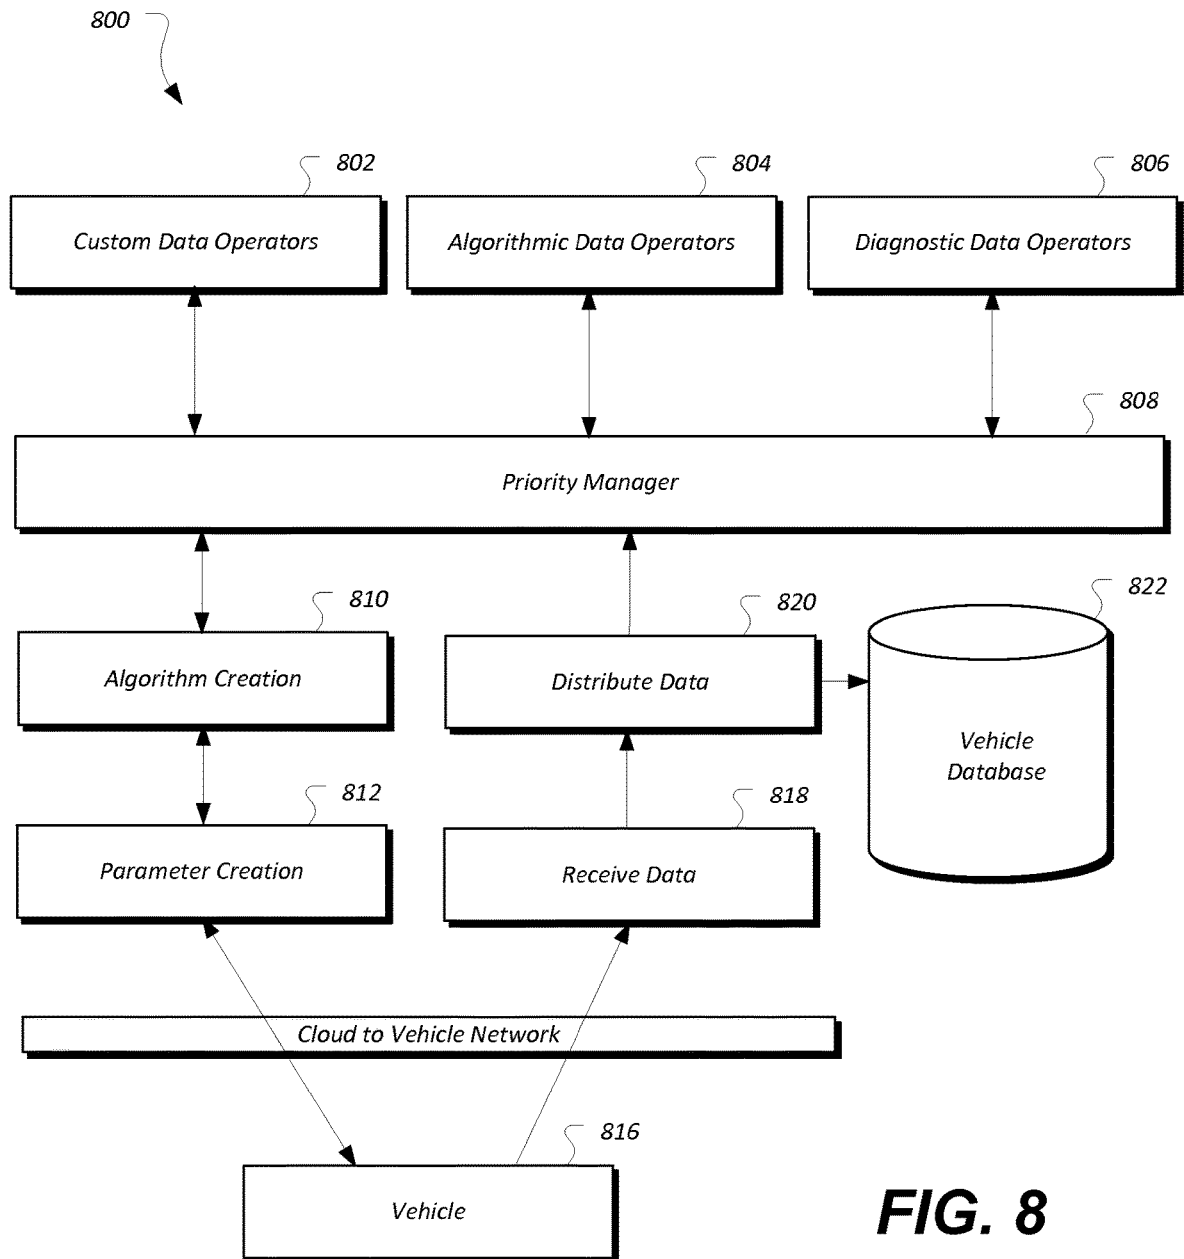 800
802
804
806
Custom Data Operators
Algorithmic Data Operators
Diagnostic Data Operators
808
Priority Manager
810
820
822
Algorithm Creation
Distribute Data
Vehicle
Database
812
818
Parameter Creation
Receive Data
Cloud to Vehicle Network
816
Vehicle
FIG. 8